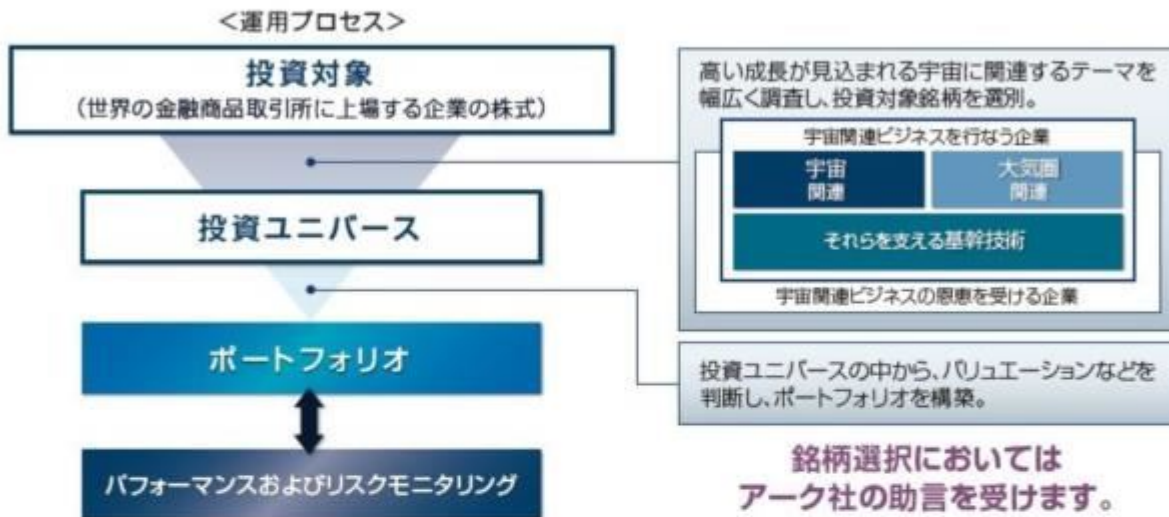 ＜運用プロセス＞
投資対象
（世界の金融商品取引所に上場する企業の株式）
高い成長が見込まれる宇宙に関連するテーマを
幅広く調査し、投資対象銘柄を選別。
宇宙関連ビジネスを行なう企業
宇宙
関連
大気圏
関連
それらを支える基幹技術
宇宙関連ビジネスの恩恵を受ける企業
投資ユニバース
ポートフォリオ
投資ユニバースの中から、バリュエーションなどを
判断し、ポートフォリオを構築。
パフォーマンスおよびリスクモニタリング
銘柄選択においては
アーク社の助言を受けます。